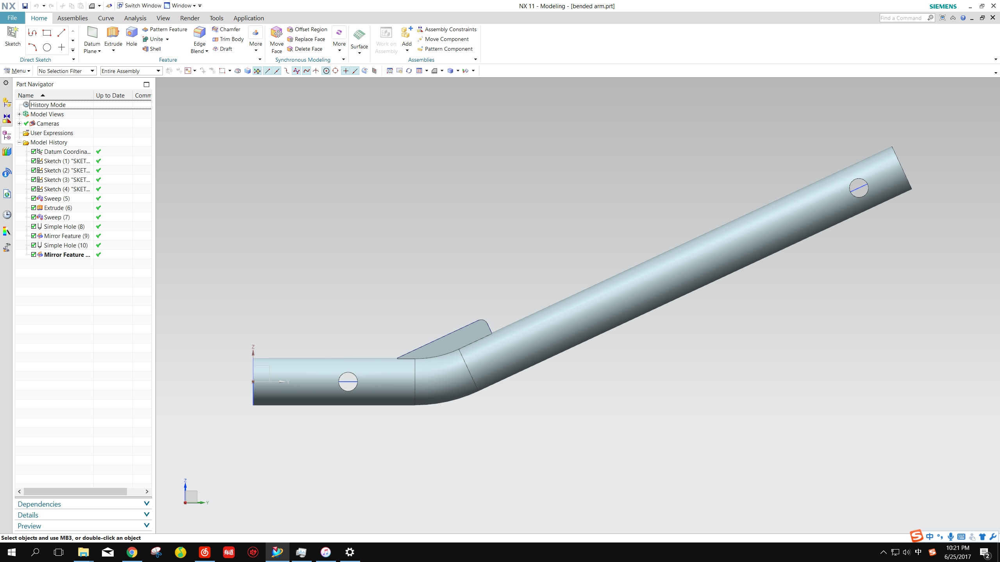 NX Switch Window Window NX 11 - Modeling - [bended arm.prt] SIEMENS
File Home Assemblies Curve Analysis View Render Tools Application Find a Command
Sketch
Direct Sketch
Datum Plane
Extrude
Hole
Pattern Feature
Unite
Shell
Edge Blend
Chamfer
Trim Body
Draft
More
Feature
Move Face
Offset Region
Replace Face
Delete Face
More
Synchronous Modeling
Surface
Work on Assembly
Add
Assembly Constraints
Move Component
Pattern Component
Assemblies
Menu No Selection Filter Entire Assembly
Part Navigator
Name Up to Date Comm
History Mode
Model Views
Cameras
User Expressions
Model History
Datum Coordina...
Sketch (1) "SKET...
Sketch (2) "SKET...
Sketch (3) "SKET...
Sketch (4) "SKET...
Sweep (5)
Extrude (6)
Sweep (7)
Simple Hole (8)
Mirror Feature (9)
Simple Hole (10)
Mirror Feature ...
Z
X
Y
Z
Y
Dependencies
Details
Preview
Select objects and use MB3, or double-click an object
S 中
有道
中 S
10:21 PM
6/25/2017
2